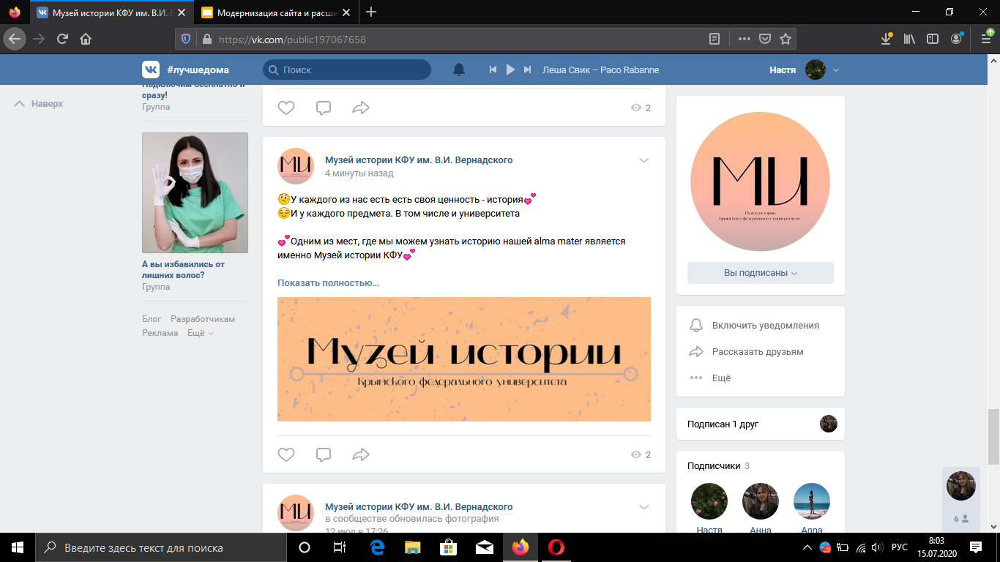 Музей истории КФУ им. В.И. В
Модернизация сайта и расши
https://vk.com/public197067658
#лучшедома
Поиск
Леша Свик – Paco Rabanne
Настя
Наверх
Подключим бесплатно и
сразу!
Группа
А вы избавились от
лишних волос?
Группа
Блог Разработчикам
Реклама Ещё
2
МИ
Музей истории КФУ им. В.И. Вернадского
4 минуты назад
У каждого из нас есть есть своя ценность - история💕
И у каждого предмета. В том числе и университета
💕Одним из мест, где мы можем узнать историю нашей alma mater является
именно Музей истории КФУ💕
Показать полностью...
Музей истории
Крымского федерального университета
2
МИ
Музей истории КФУ им. В.И. Вернадского
в сообществе обновилась фотография
12 июл в 17:26
МИ
Музей истории
Крымского федерального университета
Вы подписаны
Включить уведомления
Рассказать друзьям
Ещё
Подписан 1 друг
Подписчики 3
Настя Анна Anna
6
Введите здесь текст для поиска
РУС
8:03
15.07.2020